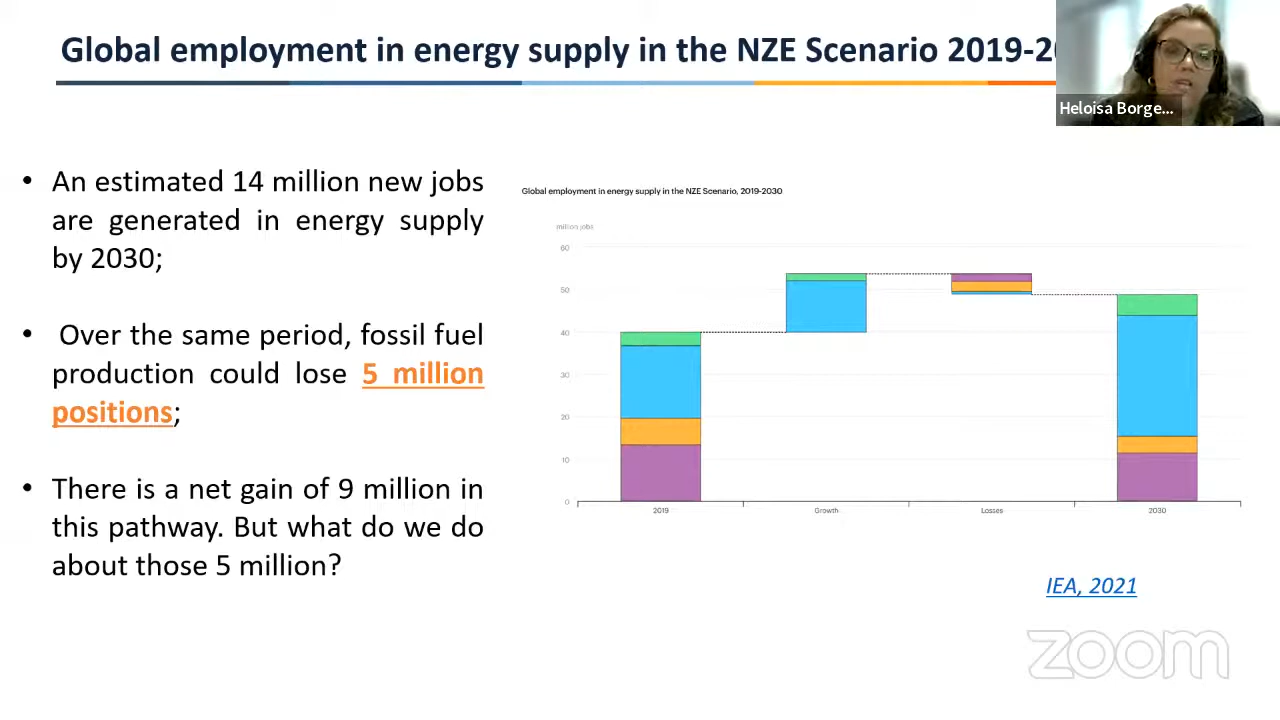 Global employment in energy supply in the NZE Scenario 2019-2
Heloisa Borge...
• An estimated 14 million new jobs
are generated in energy supply
by 2030;
• Over the same period, fossil fuel
production could lose 5 million
positions;
• There is a net gain of 9 million in
this pathway. But what do we do
about those 5 million?
Global employment in energy supply in the NZE Scenario, 2019-2030
million jobs
60
50
40
30
20
10
0
2019 Growth Losses 2030
IEA, 2021
zoom